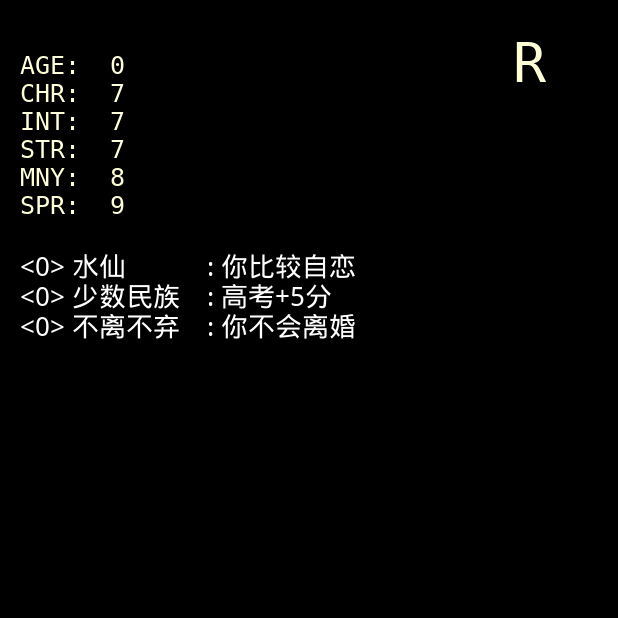 R
AGE: 0
CHR: 7
INT: 7
STR: 7
MNY: 8
SPR: 9
<O> 水仙 : 你比较自恋
<O> 少数民族 : 高考+5分
<O> 不离不弃 : 你不会离婚